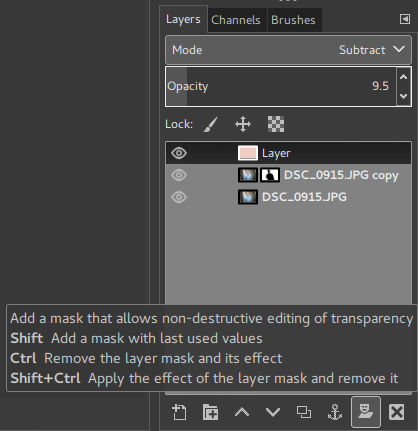 Layers Channels Brushes
Mode Subtract
Opacity 9.5
Lock:
Layer
DSC_0915.JPG copy
DSC_0915.JPG
Add a mask that allows non-destructive editing of transparency
Shift Add a mask with last used values
Ctrl Remove the layer mask and its effect
Shift+Ctrl Apply the effect of the layer mask and remove it